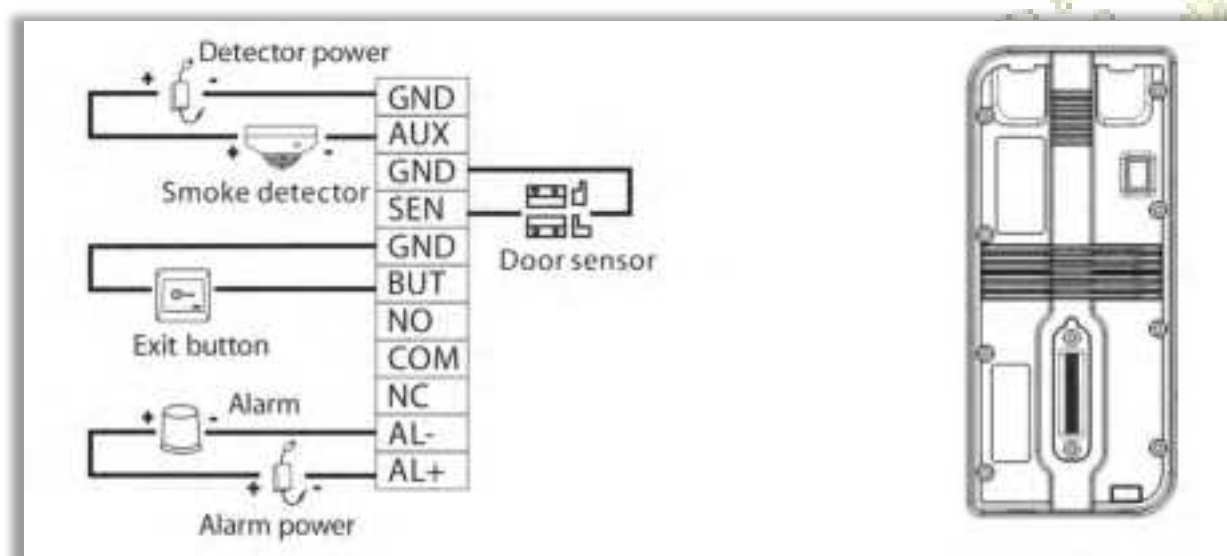 Detector power
+ -
GND
AUX
+ -
Smoke detector
GND
SEN
Door sensor
GND
BUT
Exit button
NO
COM
NC
Alarm
+ -
AL-
AL+
+ -
Alarm power